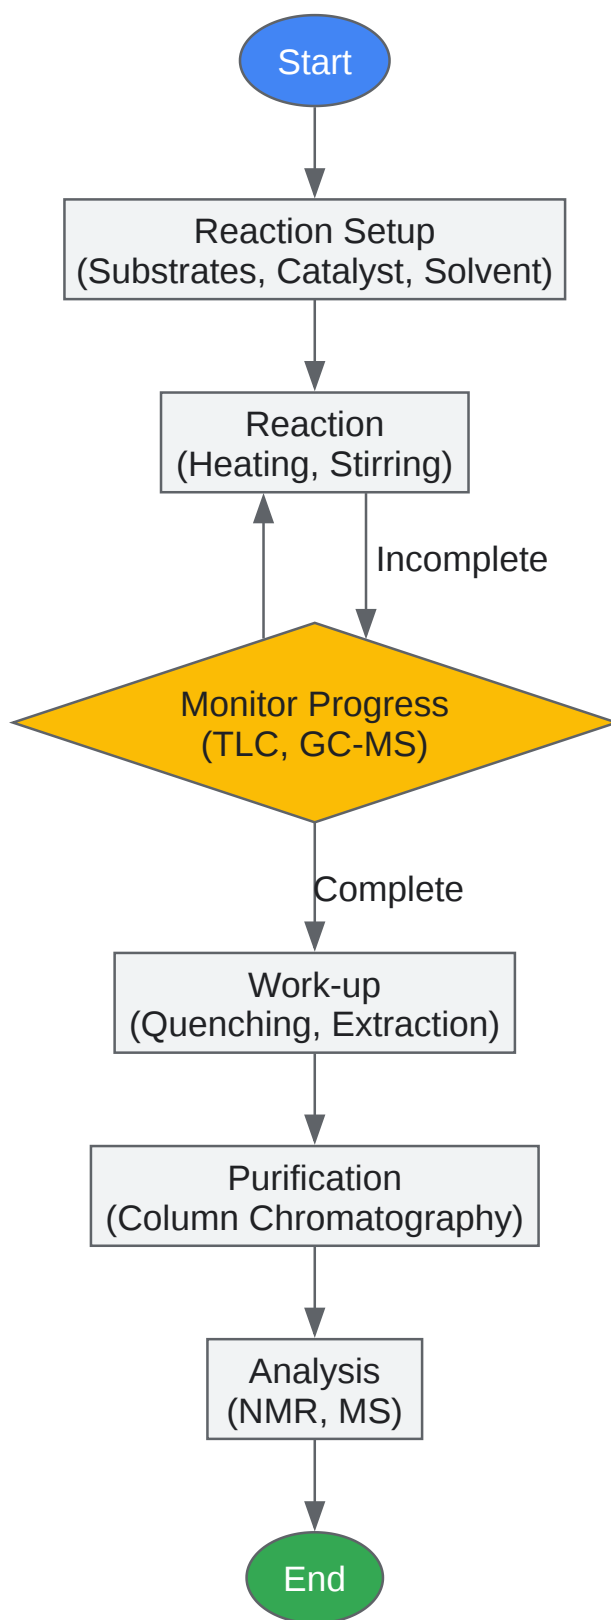 Start
Reaction Setup
(Substrates, Catalyst, Solvent)
Reaction
(Heating, Stirring)
Incomplete
Monitor Progress
(TLC, GC-MS)
Complete
Work-up
(Quenching, Extraction)
Purification
(Column Chromatography)
Analysis
(NMR, MS)
End